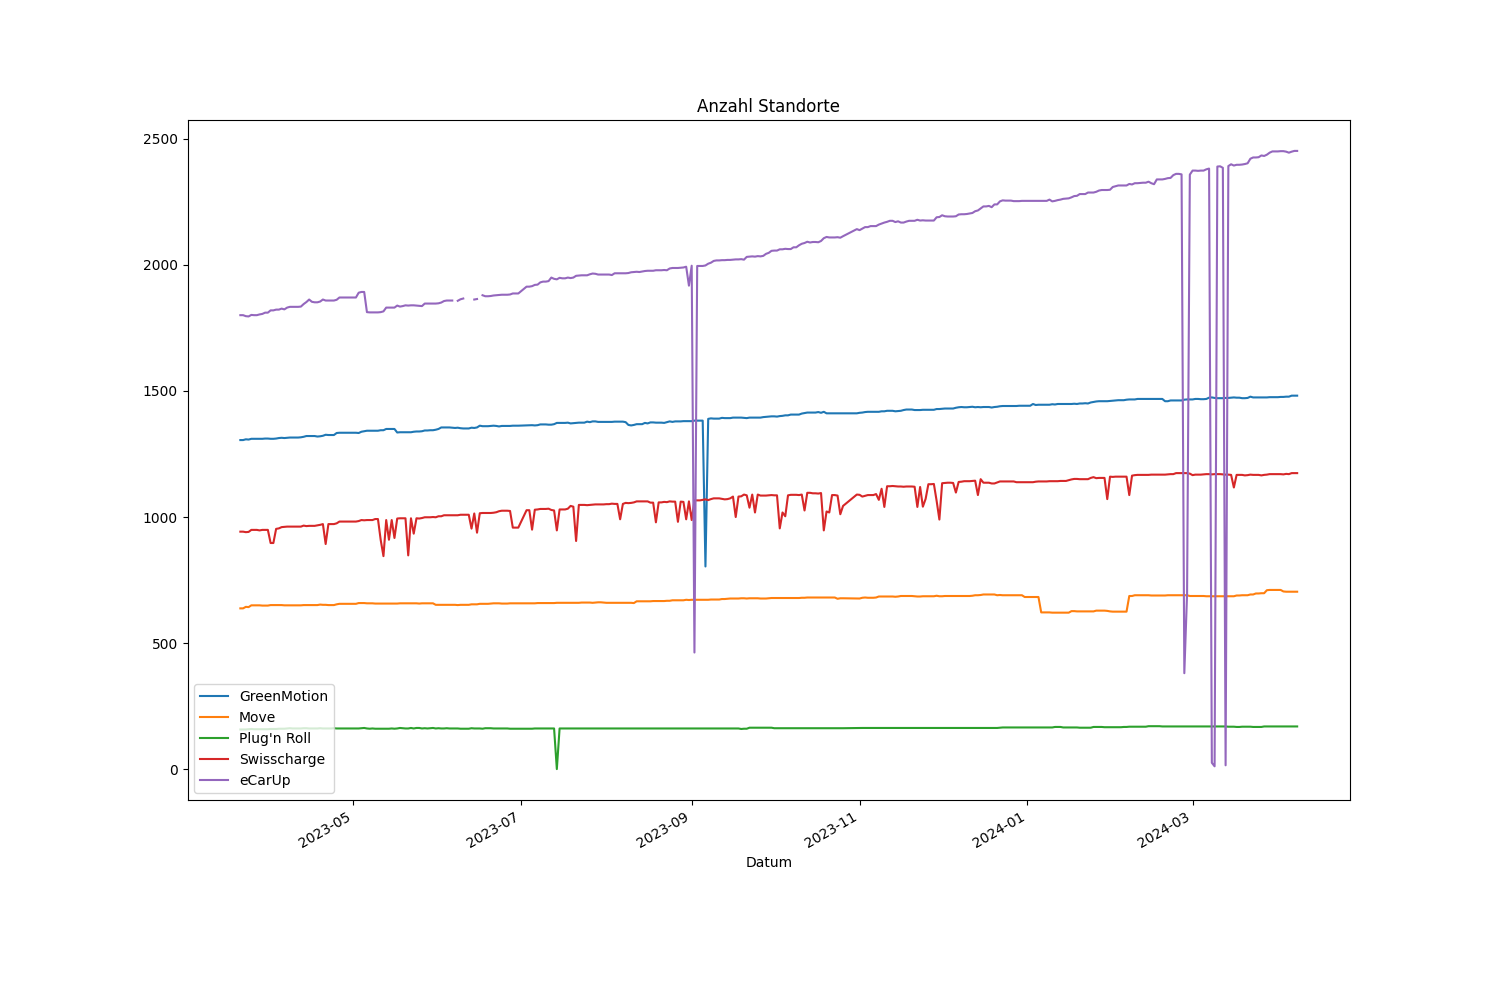 Anzahl Standorte
2500
2000
1500
1000
500
0
GreenMotion
Move
Plug'n Roll
Swisscharge
eCarUp
2023-05
2023-07
2023-09
2023-11
2024-01
2024-03
Datum